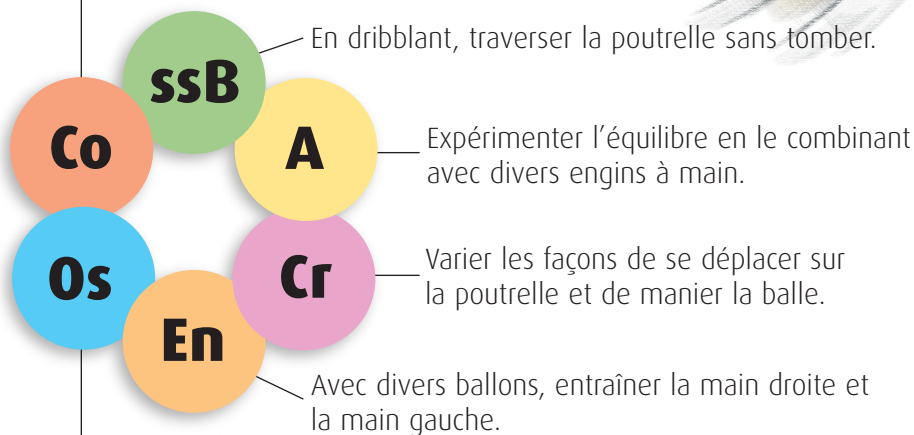 ssB
En dribblant, traverser la poutrelle sans tomber.
Co
A
Expérimenter l'équilibre en le combinant
avec divers engins à main.
Os
Cr
Varier les façons de se déplacer sur
la poutrelle et de manier la balle.
En
Avec divers ballons, entraîner la main droite et
la main gauche.